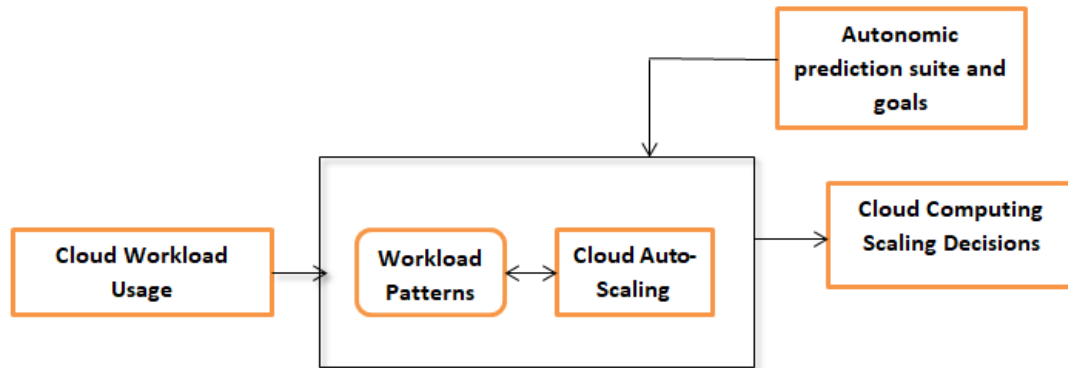 Autonomic
prediction suite and
goals
Cloud Workload
Usage
Workload
Patterns
Cloud Auto-
Scaling
Cloud Computing
Scaling Decisions